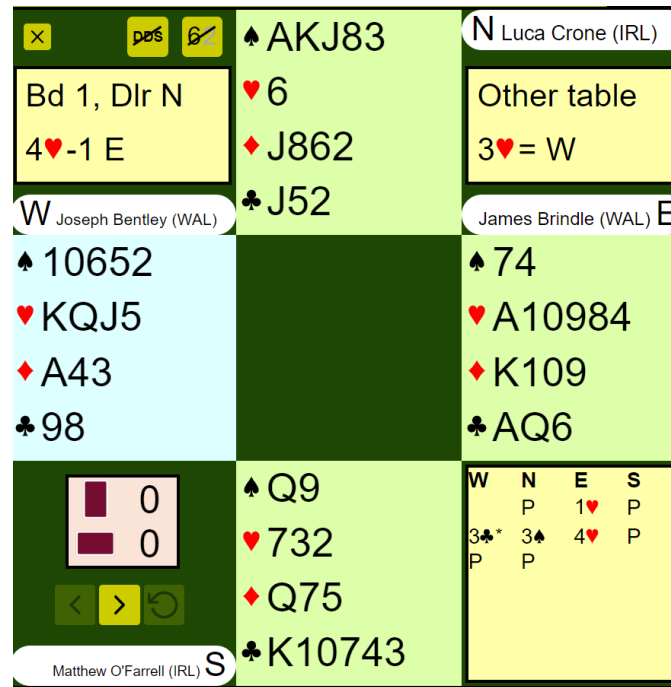 × DDS 62
Bd 1, Dlr N
4♥-1 E
♠ AKJ83
♥ 6
♦ J862
♣ J52
N Luca Crone (IRL)
Other table
3♥= W
W Joseph Bentley (WAL)
James Brindle (WAL) E
♠ 10652
♥ KQJ5
♦ A43
♣ 98
♠ 74
♥ A10984
♦ K109
♣ AQ6
0
0
< >
Matthew O'Farrell (IRL) S
♠ Q9
♥ 732
♦ Q75
♣ K10743
W N E S
P 1♥ P
3♣* 3♠ 4♥ P
P P